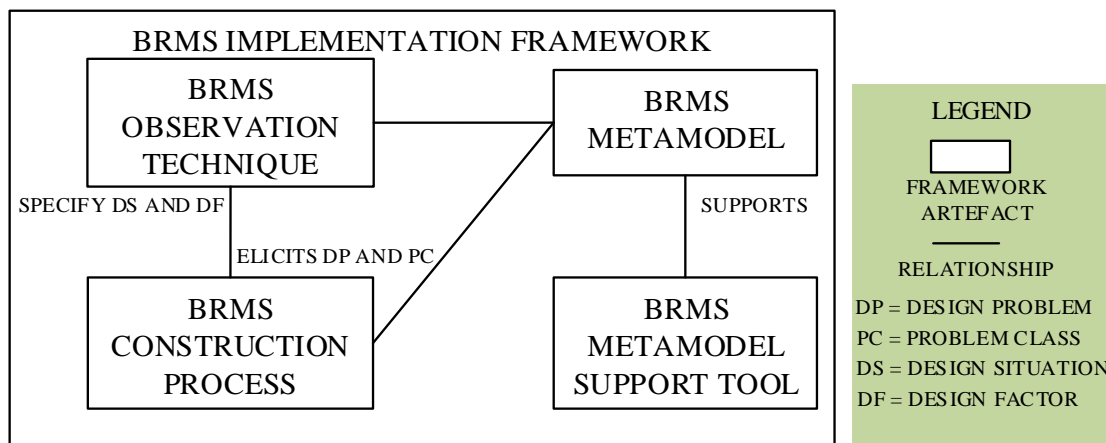 BRMS IMPLEMENTATION FRAMEWORK
BRMS
OBSERVATION
TECHNIQUE
BRMS
METAMODEL
SPECIFY DS AND DF
SUPPORTS
ELICITS DP AND PC
BRMS
CONSTRUCTION
PROCESS
BRMS
METAMODEL
SUPPORT TOOL
LEGEND
FRAMEWORK
ARTEFACT
RELATIONSHIP
DP = DESIGN PROBLEM
PC = PROBLEM CLASS
DS = DESIGN SITUATION
DF = DESIGN FACTOR